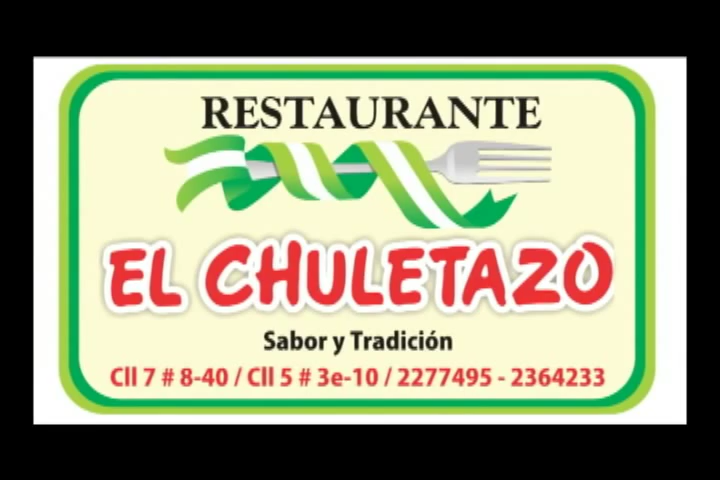 RESTAURANTE
EL CHULETAZO
Sabor y Tradición
Cll 7 # 8-40 / Cll 5 # 3e-10 / 2277495 - 2364233